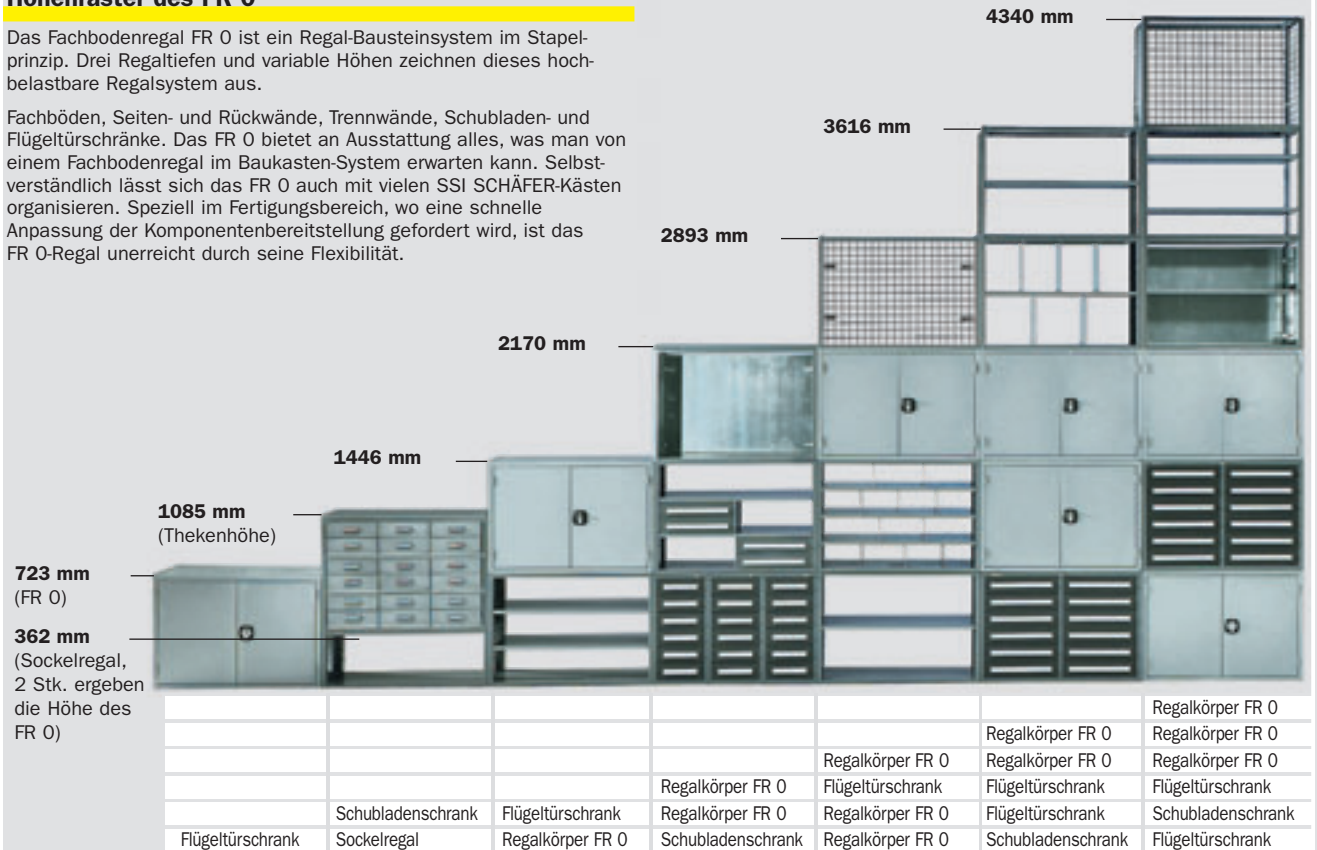 Höhenraster des FR 0
Das Fachbodenregal FR 0 ist ein Regal-Bausteinsystem im Stapel-
prinzip. Drei Regaltiefen und variable Höhen zeichnen dieses hoch-
belastbare Regalsystem aus.
Fachböden, Seiten- und Rückwände, Trennwände, Schubladen- und
Flügeltürschränke. Das FR 0 bietet an Ausstattung alles, was man von
einem Fachbodenregal im Baukasten-System erwarten kann. Selbst-
verständlich lässt sich das FR 0 auch mit vielen SSI SCHÄFER-Kästen
organisieren. Speziell im Fertigungsbereich, wo eine schnelle
Anpassung der Komponentenbereitstellung gefordert wird, ist das
FR 0-Regal unerreicht durch seine Flexibilität.
4340 mm
3616 mm
2893 mm
2170 mm
1446 mm
1085 mm
(Thekenhöhe)
723 mm
(FR 0)
362 mm
(Sockelregal,
2 Stk. ergeben
die Höhe des
FR 0)
Regalkörper FR 0
Regalkörper FR 0 Regalkörper FR 0
Regalkörper FR 0 Regalkörper FR 0 Regalkörper FR 0
Regalkörper FR 0 Flügeltürschrank Flügeltürschrank Flügeltürschrank
Schubladenschrank Flügeltürschrank Regalkörper FR 0 Regalkörper FR 0 Flügeltürschrank Schubladenschrank
Flügeltürschrank Sockelregal Regalkörper FR 0 Schubladenschrank Regalkörper FR 0 Schubladenschrank Flügeltürschrank